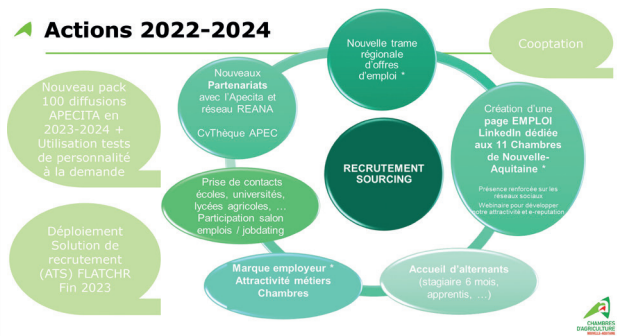 Actions 2022-2024
Nouvelle trame
régionale
d'offres
d'emploi *
Cooptation
Nouveau pack
100 diffusions
APECITA en
2023-2024 +
Utilisation tests
de personnalité
à la demande
Nouveaux
Partenariats
avec l'Apecita et
réseau REANA
CvThèque APEC
Création d'une
page EMPLOI
LinkedIn dédiée
aux 11 Chambres
de Nouvelle-
Aquitaine *
Présence renforcée sur les
réseaux sociaux
Webinaire pour développer
notre attractivité et e-reputation
RECRUTEMENT
SOURCING
Prise de contacts
écoles, universités,
lycées agricoles, ...
Participation salon
emplois / jobdating
Déploiement
Solution de
recrutement
(ATS) FLATCHR
Fin 2023
Marque employeur *
Attractivité métiers
Chambres
Accueil d'alternants
(stagiaire 6 mois,
apprentis, ...)
CHAMBRES
D'AGRICULTURE
NOUVELLE-AQUITAINE